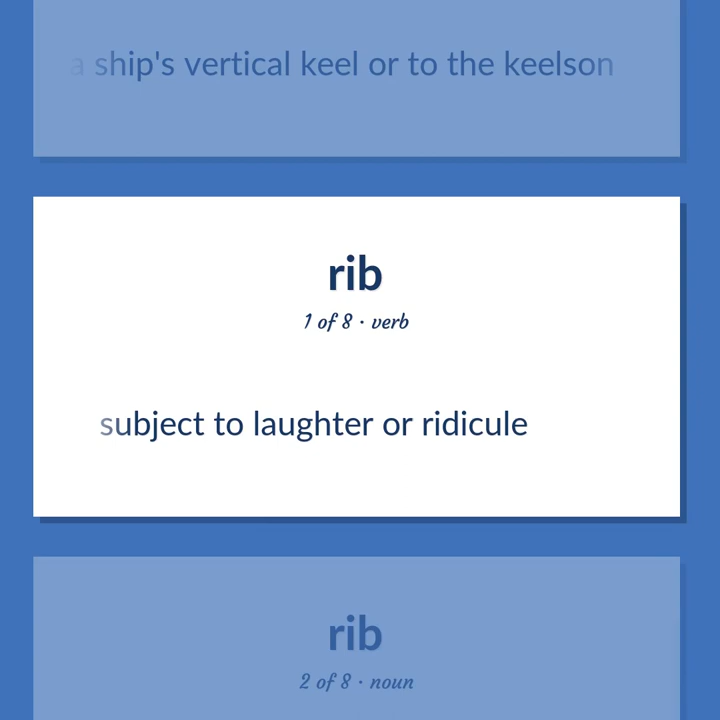 a ship's vertical keel or to the keelson
rib
1 of 8 · verb
subject to laughter or ridicule
rib
2 of 8 · noun